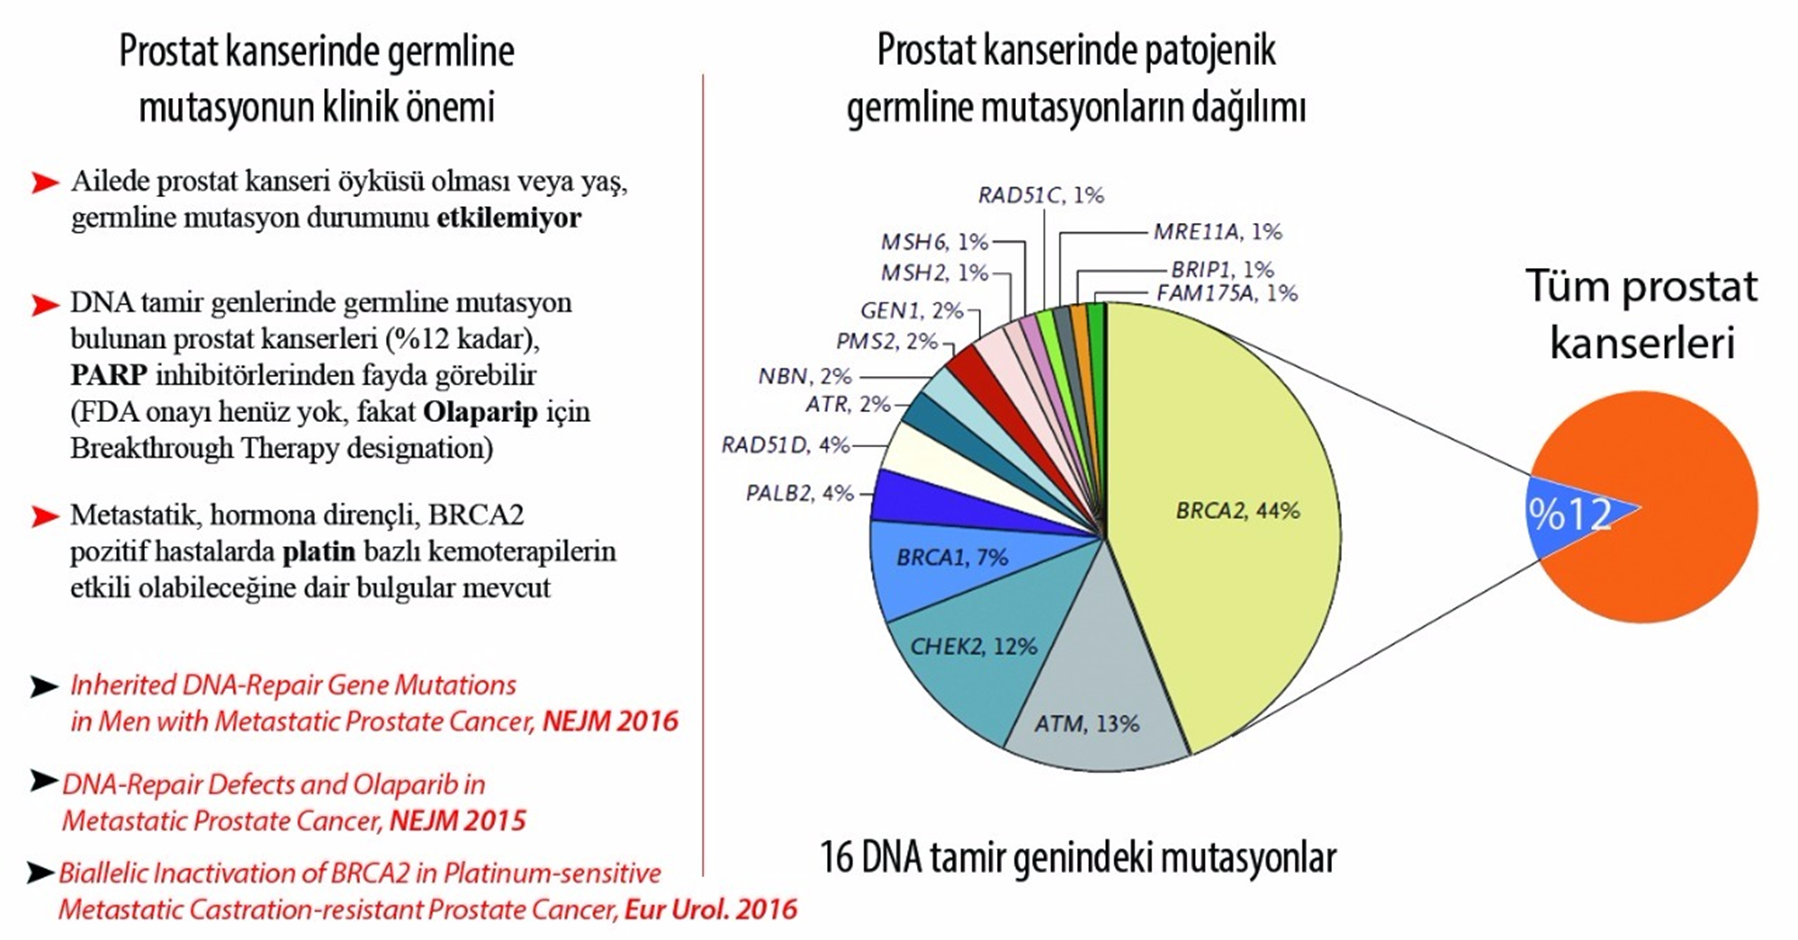 Prostat kanserinde germline
mutasyonun klinik önemi
Ailede prostat kanseri öyküsü olması veya yaş,
germline mutasyon durumunu etkilemiyor
DNA tamir genlerinde germline mutasyon
bulunan prostat kanserleri (%12 kadar),
PARP inhibitörlerinden fayda görebilir
(FDA onayı henüz yok, fakat Olaparip için
Breakthrough Therapy designation)
Metastatik, hormona dirençli, BRCA2
pozitif hastalarda platin bazlı kemoterapilerin
etkili olabileceğine dair bulgular mevcut
Inherited DNA-Repair Gene Mutations
in Men with Metastatic Prostate Cancer, NEJM 2016
DNA-Repair Defects and Olaparib in
Metastatic Prostate Cancer, NEJM 2015
Biallelic Inactivation of BRCA2 in Platinum-sensitive
Metastatic Castration-resistant Prostate Cancer, Eur Urol. 2016
Prostat kanserinde patojenik
germline mutasyonların dağılımı
RAD51C, 1%
MSH6, 1%
MRE11A, 1%
MSH2, 1%
BRIP1, 1%
FAM175A, 1%
GEN1, 2%
PMS2, 2%
NBN, 2%
ATR, 2%
RAD51D, 4%
PALB2, 4%
BRCA2, 44%
BRCA1, 7%
CHEK2, 12%
ATM, 13%
16 DNA tamir genindeki mutasyonlar
Tüm prostat
kanserleri
%12